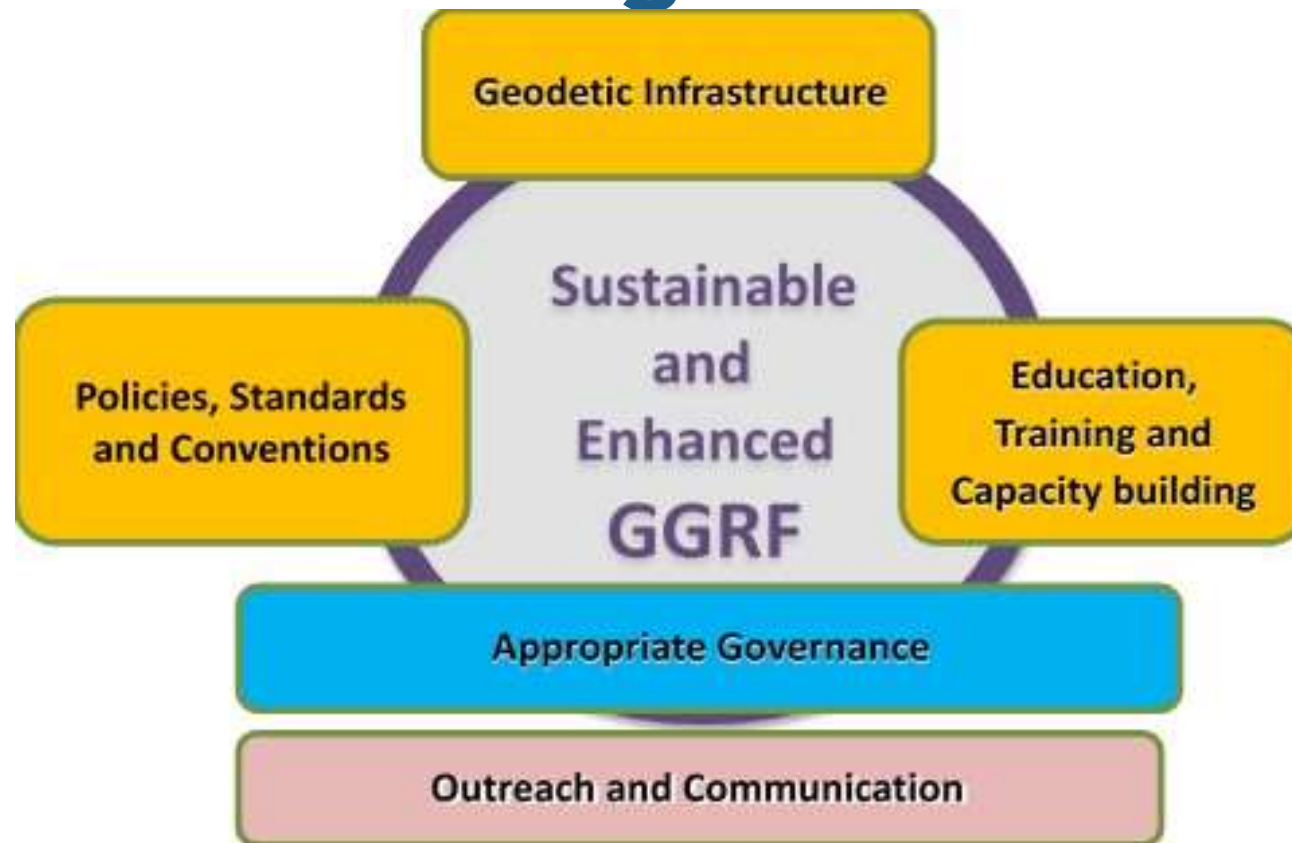 Geodetic Infrastructure
Sustainable
and
Enhanced
GGRF
Policies, Standards
and Conventions
Education,
Training and
Capacity building
Appropriate Governance
Outreach and Communication